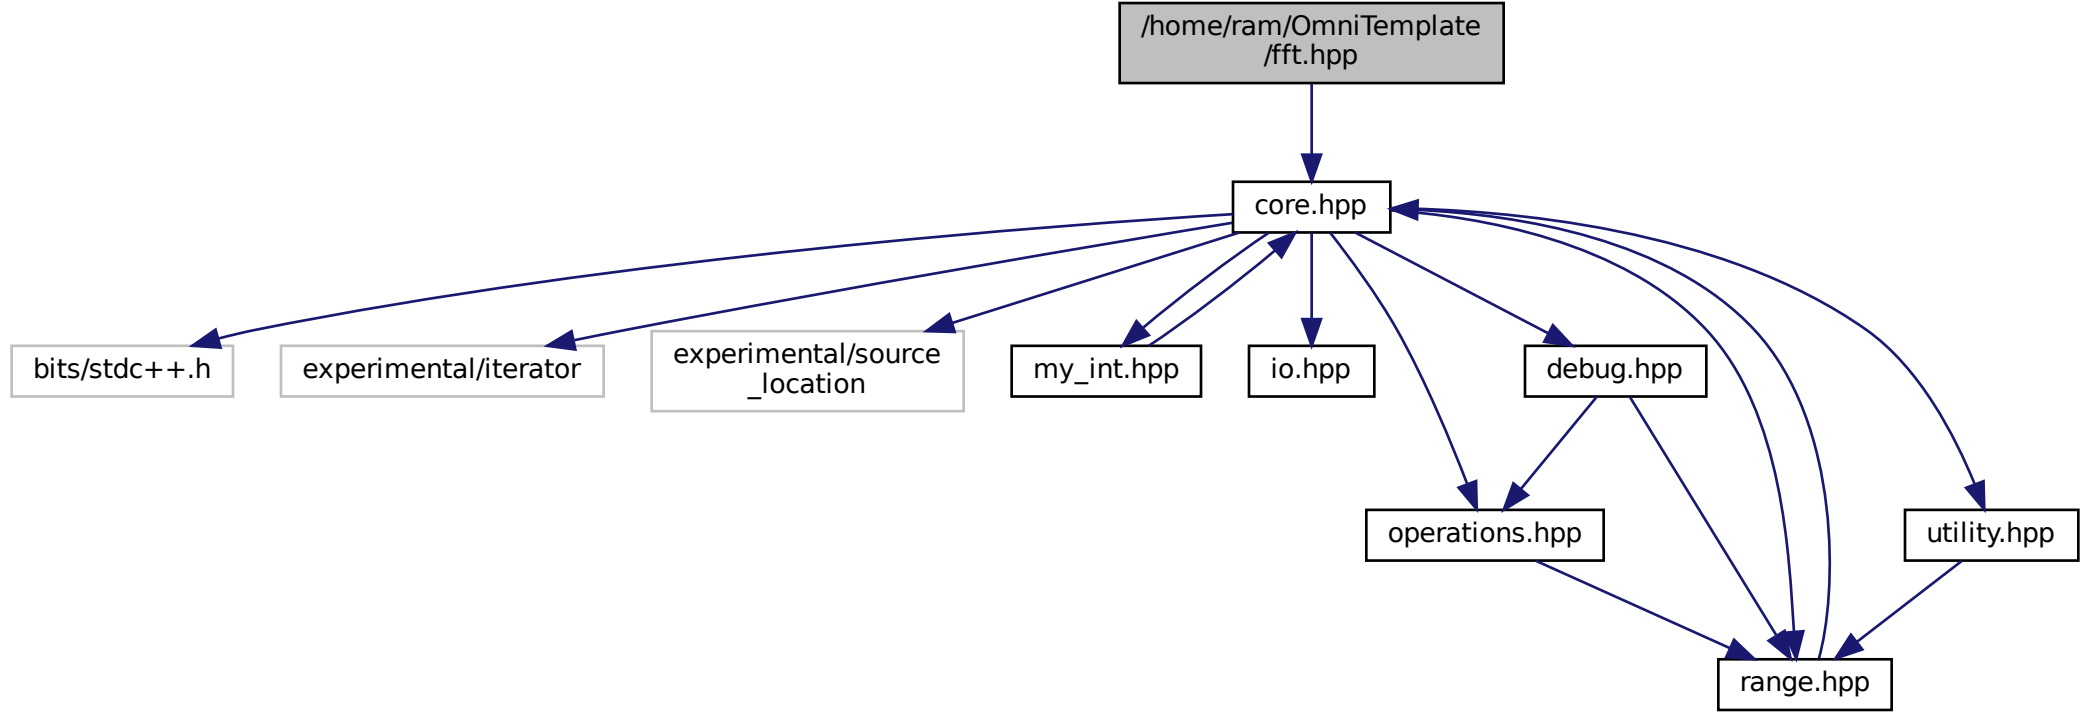 /home/ram/OmniTemplate
/fft.hpp
core.hpp
bits/stdc++.h
experimental/iterator
experimental/source
_location
my_int.hpp
io.hpp
debug.hpp
operations.hpp
utility.hpp
range.hpp